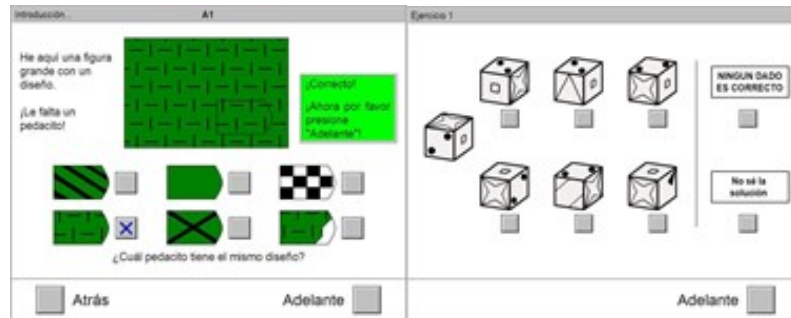 Introducción...
A1
He aquí una figura
grande con un
diseño.
¡Le falta un
pedacito!
¡Correcto!
¡Ahora por favor
presione
"Adelante"!
¿Cuál pedacito tiene el mismo diseño?
Atrás
Adelante
Ejercicio 1
NINGUN DADO
ES CORRECTO
No sé la
solución
Adelante